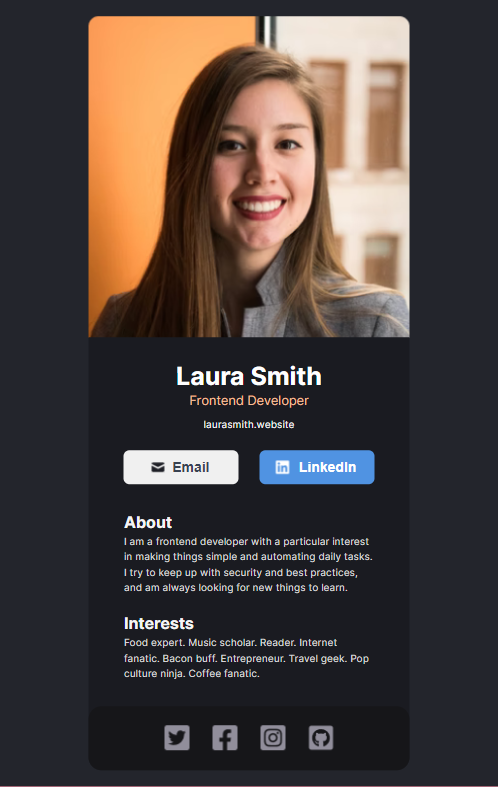 Laura Smith
Frontend Developer
laurasmith.website
Email
LinkedIn
About
I am a frontend developer with a particular interest
in making things simple and automating daily tasks.
I try to keep up with security and best practices,
and am always looking for new things to learn.
Interests
Food expert. Music scholar. Reader. Internet
fanatic. Bacon buff. Entrepreneur. Travel geek. Pop
culture ninja. Coffee fanatic.